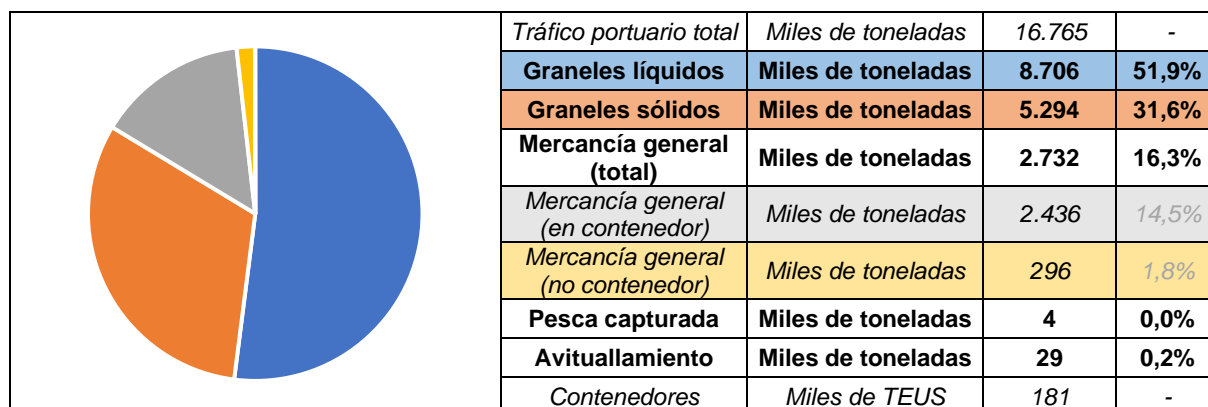 Tráfico portuario total Miles de toneladas 16.765 -
Graneles líquidos Miles de toneladas 8.706 51,9%
Graneles sólidos Miles de toneladas 5.294 31,6%
Mercancía general
(total) Miles de toneladas 2.732 16,3%
Mercancía general
(en contenedor) Miles de toneladas 2.436 14,5%
Mercancía general
(no contenedor) Miles de toneladas 296 1,8%
Pesca capturada Miles de toneladas 4 0,0%
Avituallamiento Miles de toneladas 29 0,2%
Contenedores Miles de TEUS 181 -